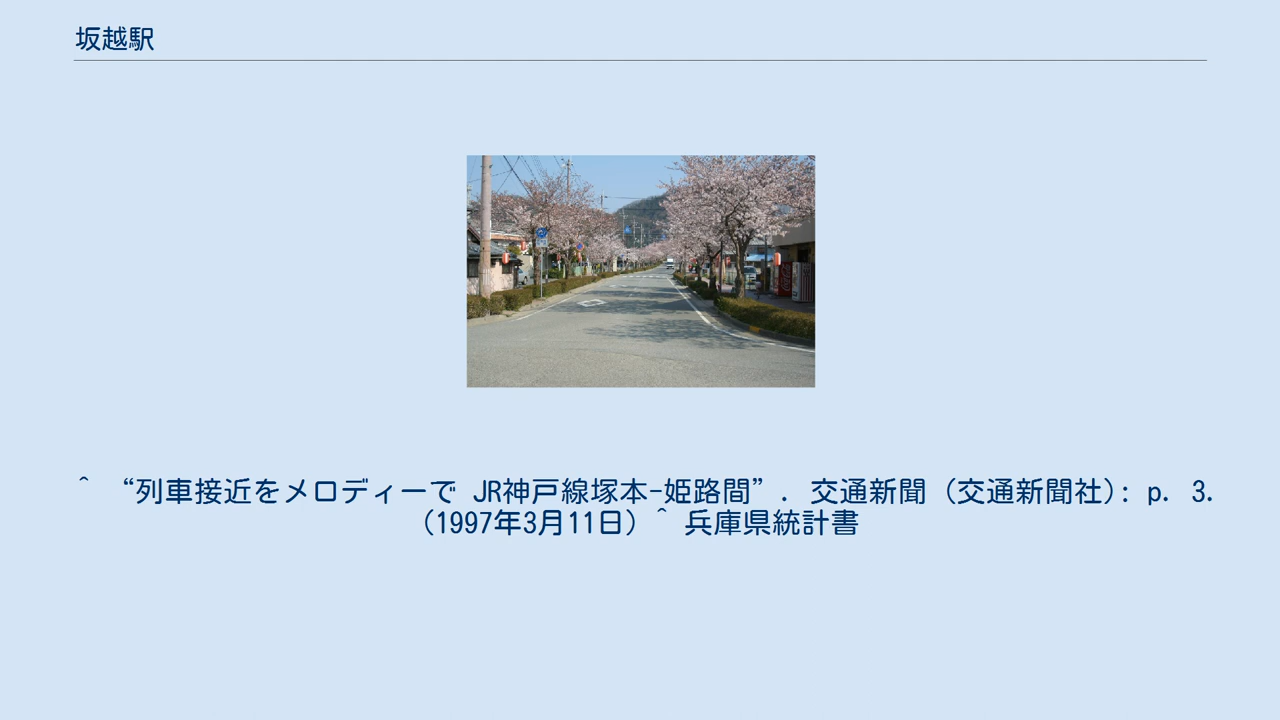 坂越駅
^ “列車接近をメロディーで JR神戸線塚本-姫路間”. 交通新聞 (交通新聞社): p. 3.
(1997年3月11日) ^ 兵庫県統計書